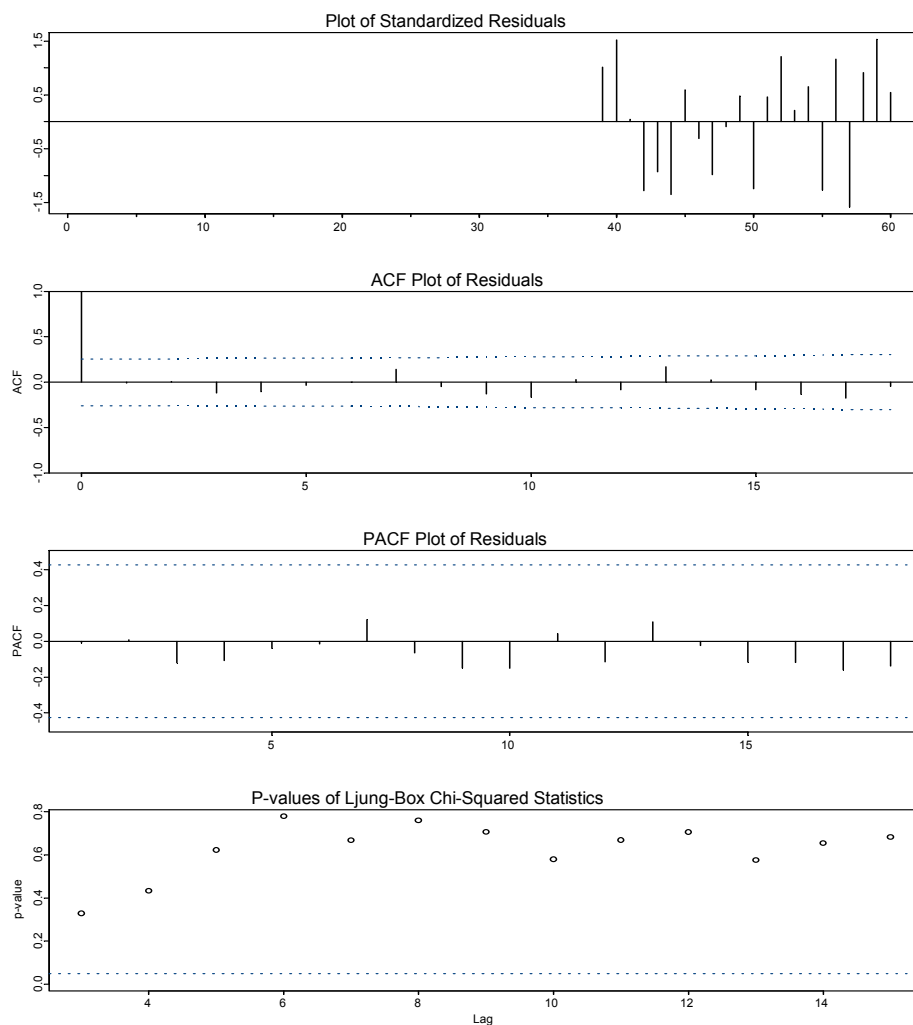 Plot of Standardized Residuals
1.5
0.5
-0.5
-1.5
0 10 20 30 40 50 60
ACF Plot of Residuals
ACF
1.0
0.5
0.0
-0.5
-1.0
0 5 10 15
PACF Plot of Residuals
PACF
0.4
0.2
0.0
-0.2
-0.4
5 10 15
P-values of Ljung-Box Chi-Squared Statistics
p-value
0.8
0.6
0.4
0.2
0.0
4 6 8 10 12 14
Lag